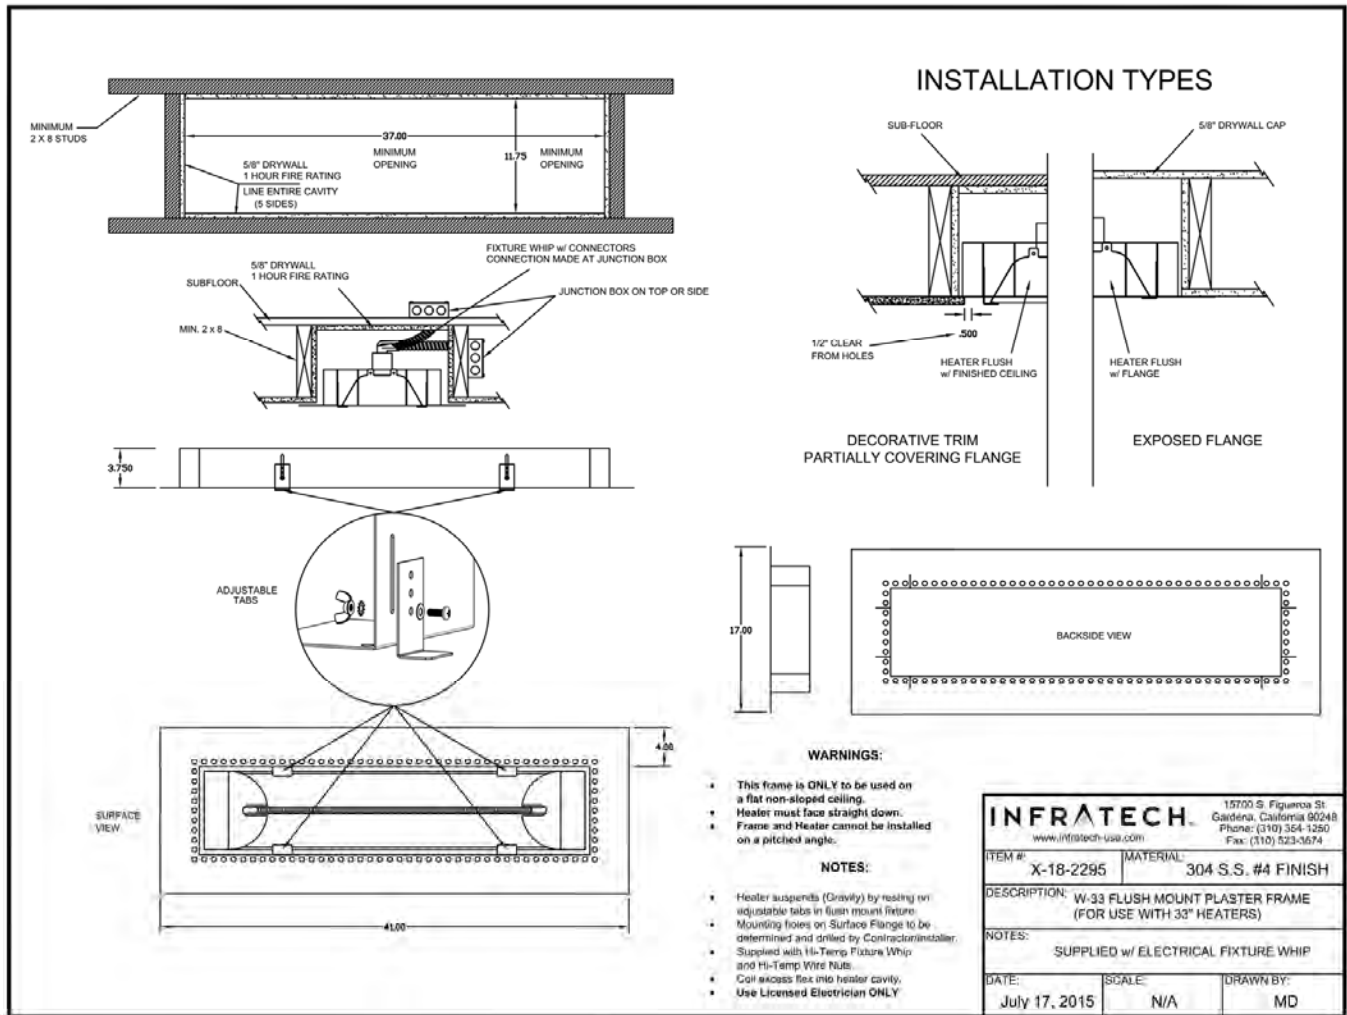 MINIMUM
2 X 8 STUDS
37.00
MINIMUM
OPENING
11.75
MINIMUM
OPENING
5/8" DRYWALL
1 HOUR FIRE RATING
LINE ENTIRE CAVITY
(5 SIDES)
FIXTURE WHIP w/ CONNECTORS
CONNECTION MADE AT JUNCTION BOX
5/8" DRYWALL
1 HOUR FIRE RATING
SUBFLOOR
JUNCTION BOX ON TOP OR SIDE
MIN. 2 x 8
3.750
ADJUSTABLE
TABS
4.00
SURFACE
VIEW
41.00
INSTALLATION TYPES
SUB-FLOOR
5/8" DRYWALL CAP
.500
1/2" CLEAR
FROM HOLES
HEATER FLUSH
w/ FINISHED CEILING
HEATER FLUSH
w/ FLANGE
DECORATIVE TRIM
PARTIALLY COVERING FLANGE
EXPOSED FLANGE
17.00
BACKSIDE VIEW
WARNINGS:
• This frame is ONLY to be used on
a flat non-sloped ceiling.
• Heater must face straight down.
• Frame and Heater cannot be installed
on a pitched angle.
NOTES:
• Heater suspends (Gravity) by resting on
adjustable tabs in flush mount fixture
• Mounting holes on Surface Flange to be
determined and drilled by Contractor/installer.
• Supplied with Hi-Temp Fixture Whip
and Hi-Temp Wire Nuts
• Coil excess flex into heater cavity.
• Use Licensed Electrician ONLY
INFRATECH
www.infratech-usa.com
15700 S. Figueroa St
Gardena, California 90248
Phone: (310) 354-1250
Fax: (310) 523-3674
ITEM #:
X-18-2295
MATERIAL:
304 S.S. #4 FINISH
DESCRIPTION:
W-33 FLUSH MOUNT PLASTER FRAME
(FOR USE WITH 33" HEATERS)
NOTES:
SUPPLIED w/ ELECTRICAL FIXTURE WHIP
DATE:
July 17, 2015
SCALE:
N/A
DRAWN BY:
MD